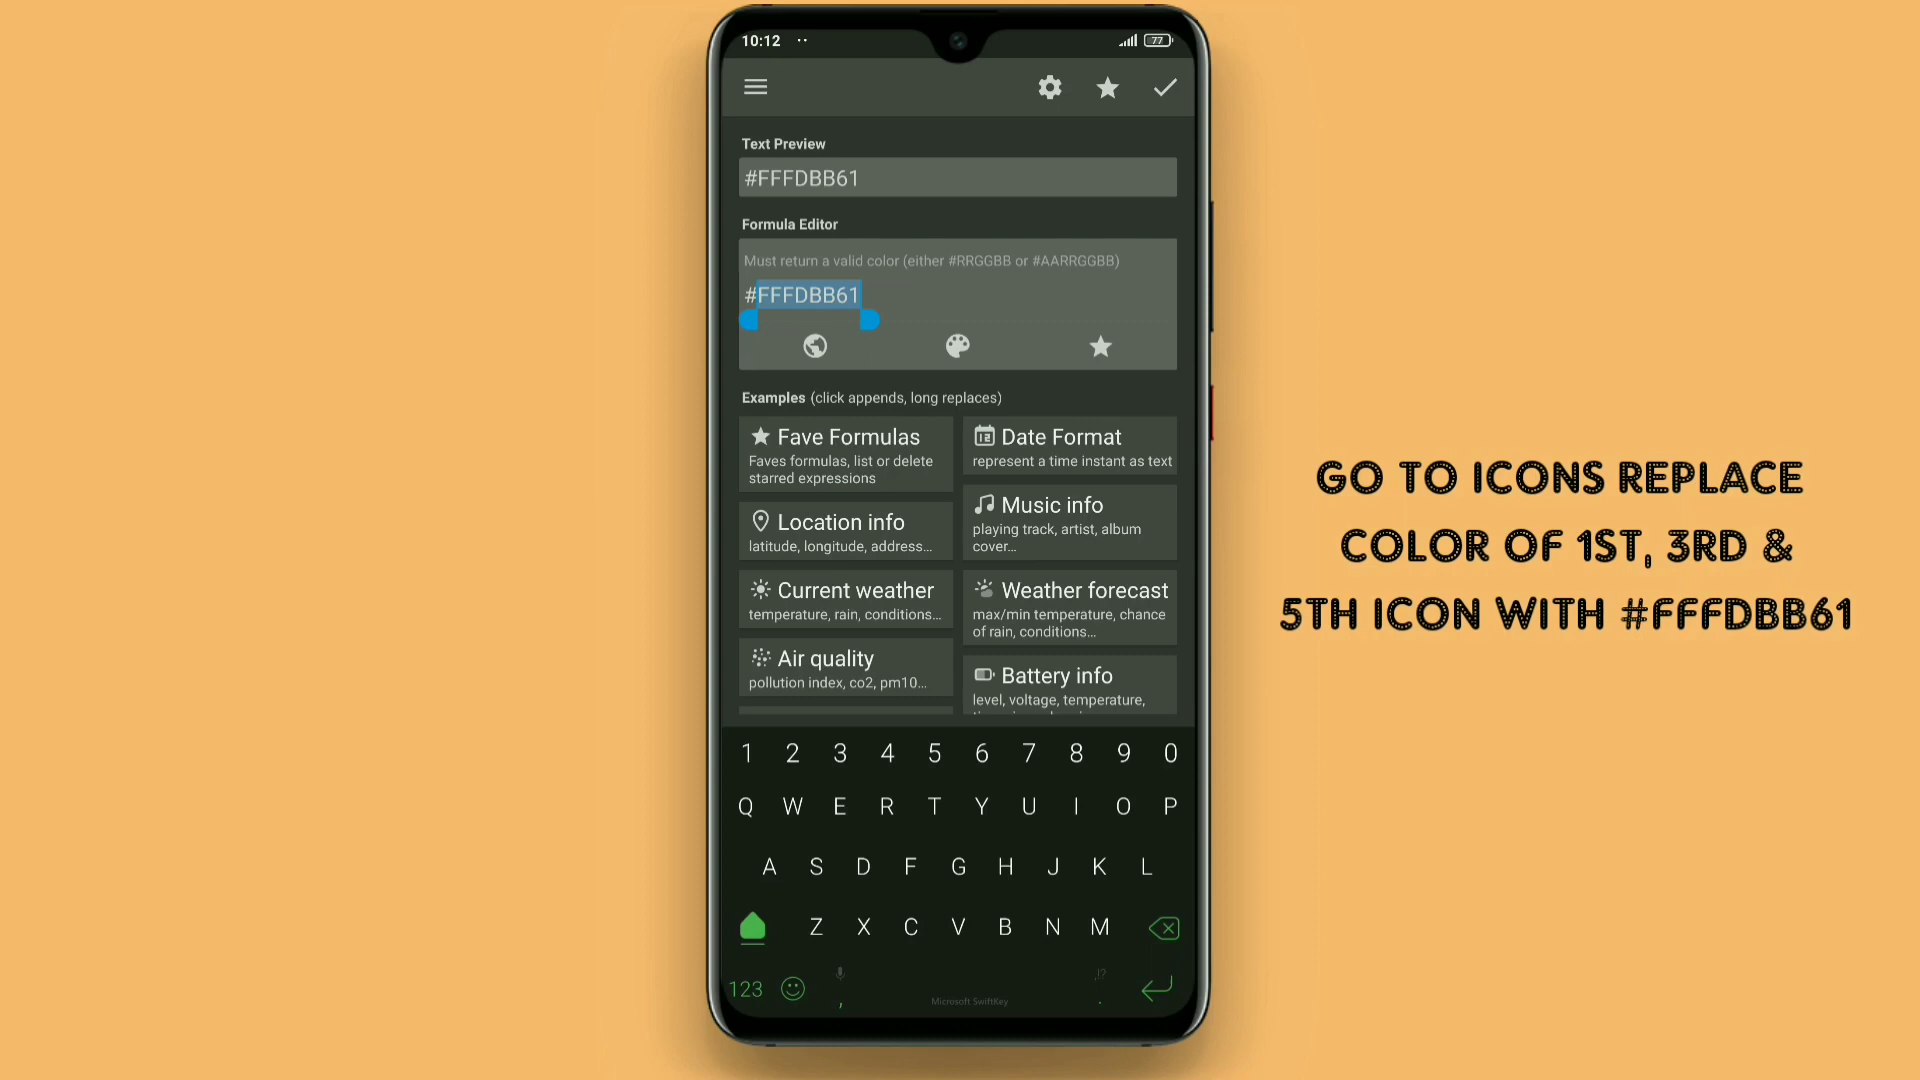 10:12
77
Text Preview
#FFFDBB61
Formula Editor
Must return a valid color (either #RRGGBB or #AARRGGBB)
#FFFDBB61
Examples (click appends, long replaces)
Fave Formulas
Faves formulas, list or delete
starred expressions
Date Format
represent a time instant as text
Location info
latitude, longitude, address...
Music info
playing track, artist, album
cover...
Current weather
temperature, rain, conditions...
Weather forecast
max/min temperature, chance
of rain, conditions...
Air quality
pollution index, co2, pm10...
Battery info
level, voltage, temperature,
1 2 3 4 5 6 7 8 9 0
Q W E R T Y U I O P
A S D F G H J K L
Z X C V B N M
,!?
123 , Microsoft SwiftKey .
GO TO ICONS REPLACE
COLOR OF 1ST, 3RD &
5TH ICON WITH #FFFDBB61